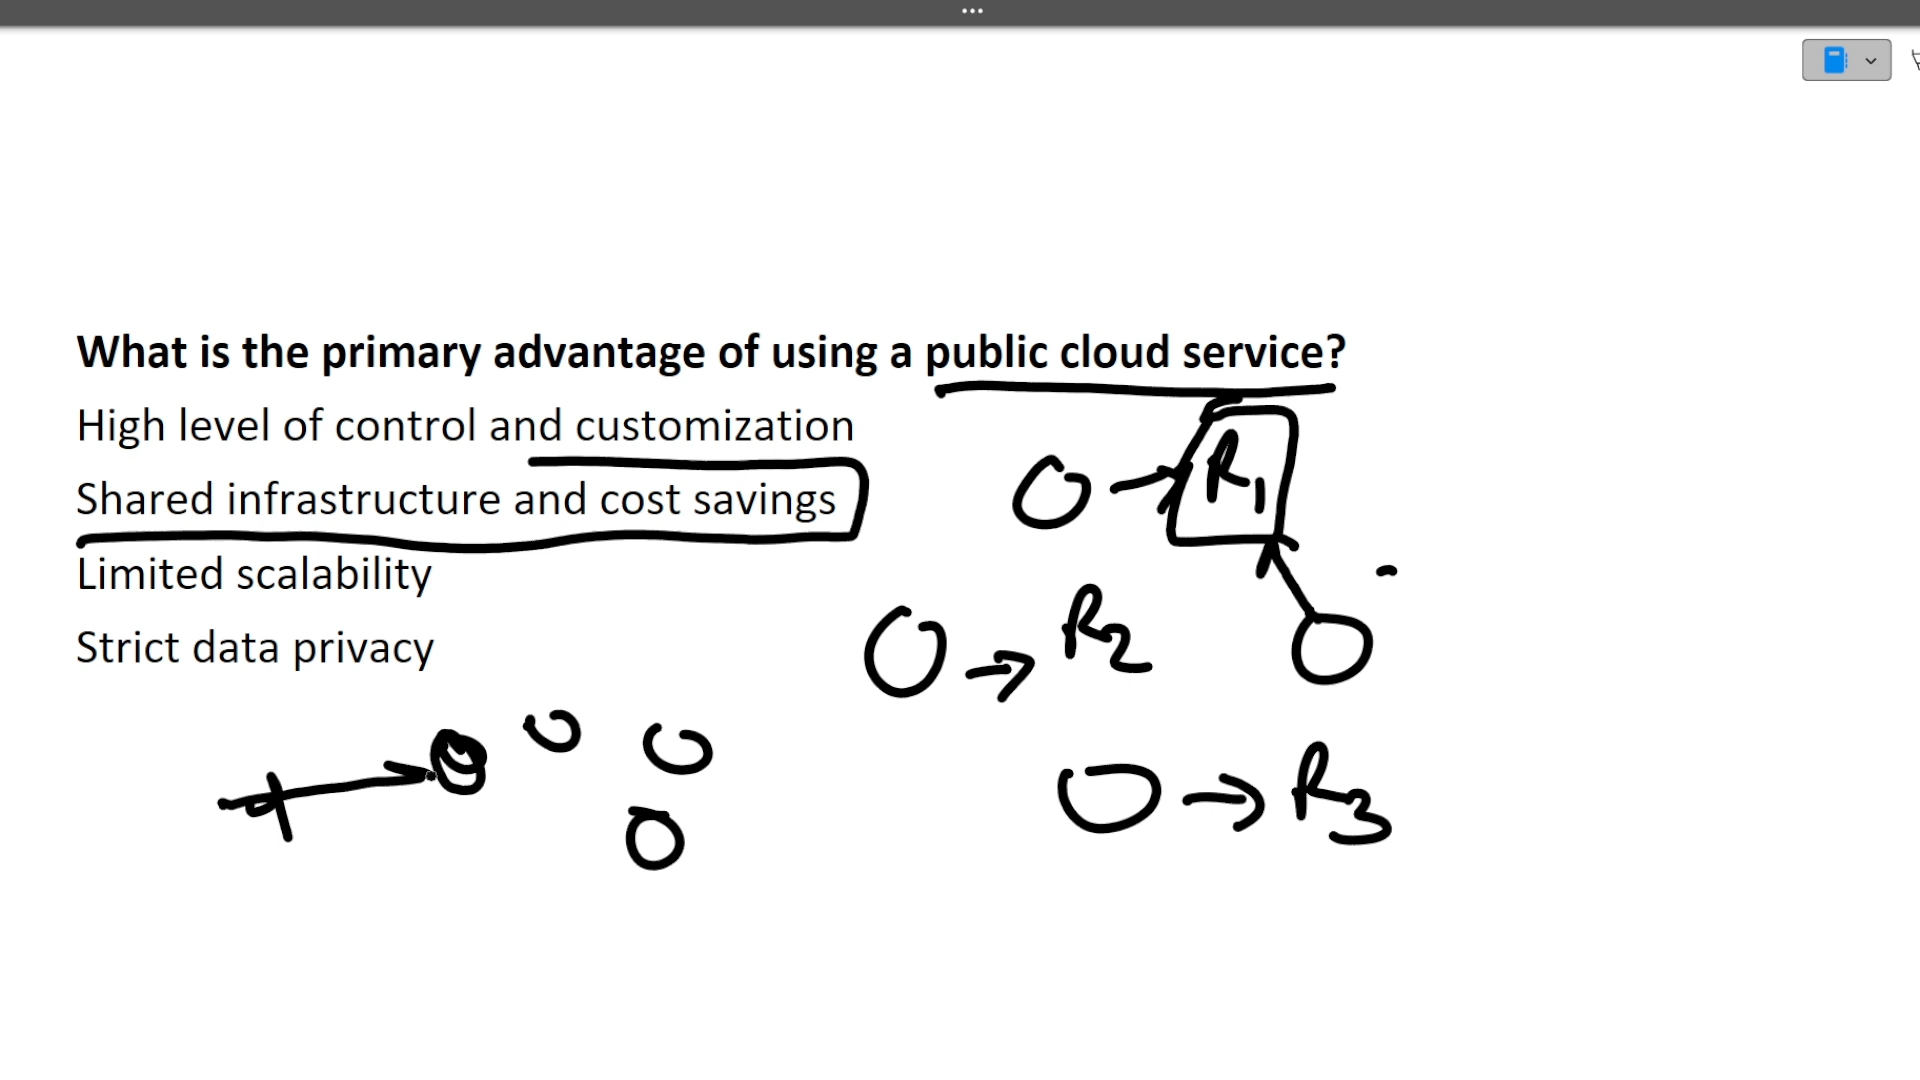 What is the primary advantage of using a public cloud service?
High level of control and customization
Shared infrastructure and cost savings
Limited scalability
Strict data privacy
R1
R2
R3